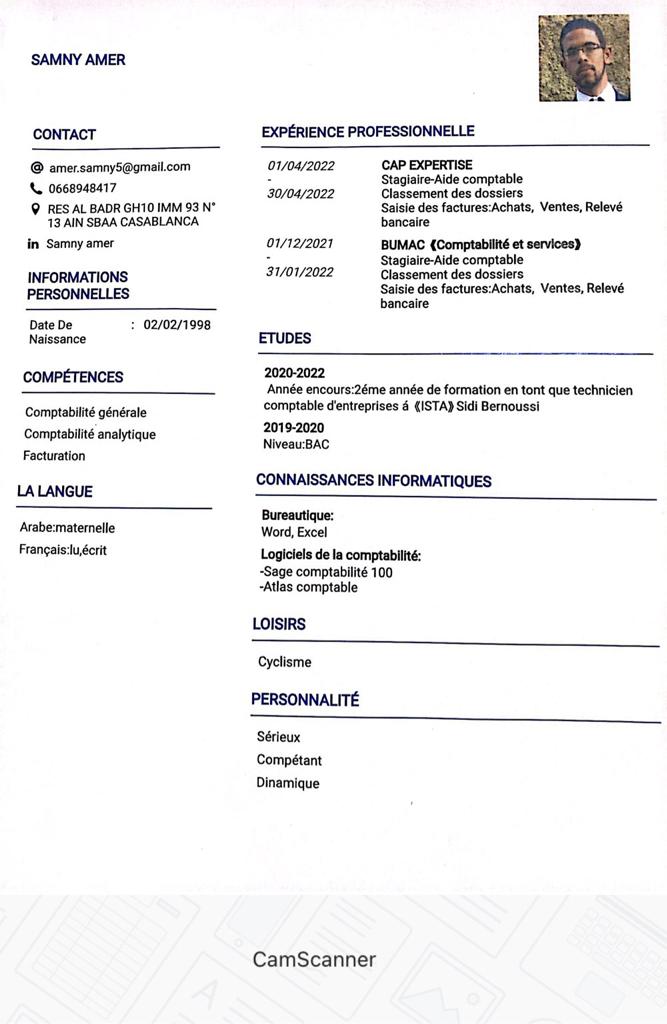 SAMNY AMER
CONTACT
@ amer.samny5@gmail.com
0668948417
RES AL BADR GH10 IMM 93 N°
13 AIN SBAA CASABLANCA
in Samny amer
INFORMATIONS
PERSONNELLES
Date De : 02/02/1998
Naissance
COMPÉTENCES
Comptabilité générale
Comptabilité analytique
Facturation
LA LANGUE
Arabe:maternelle
Français:lu,écrit
EXPÉRIENCE PROFESSIONNELLE
01/04/2022
-
30/04/2022
CAP EXPERTISE
Stagiaire-Aide comptable
Classement des dossiers
Saisie des factures:Achats, Ventes, Relevé
bancaire
01/12/2021
-
31/01/2022
BUMAC 《Comptabilité et services》
Stagiaire-Aide comptable
Classement des dossiers
Saisie des factures:Achats, Ventes, Relevé
bancaire
ETUDES
2020-2022
Année encours:2éme année de formation en tont que technicien
comptable d'entreprises á 《ISTA》 Sidi Bernoussi
2019-2020
Niveau:BAC
CONNAISSANCES INFORMATIQUES
Bureautique:
Word, Excel
Logiciels de la comptabilité:
-Sage comptabilité 100
-Atlas comptable
LOISIRS
Cyclisme
PERSONNALITÉ
Sérieux
Compétant
Dinamique
CamScanner